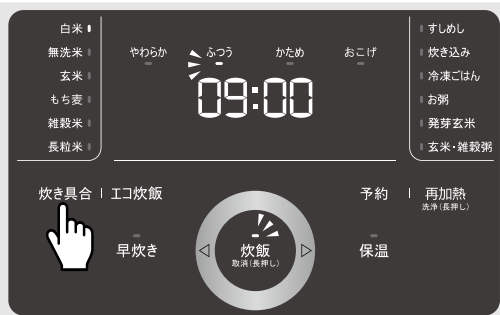 白米
無洗米
玄米
もち麦
雑穀米
長粒米
やわらか ふつう かため おこげ
09:00
すしめし
炊き込み
冷凍ごはん
お粥
発芽玄米
玄米・雑穀粥
炊き具合 エコ炊飯
予約 再加熱
洗浄(長押し)
早炊き
炊飯
取消(長押し)
保温